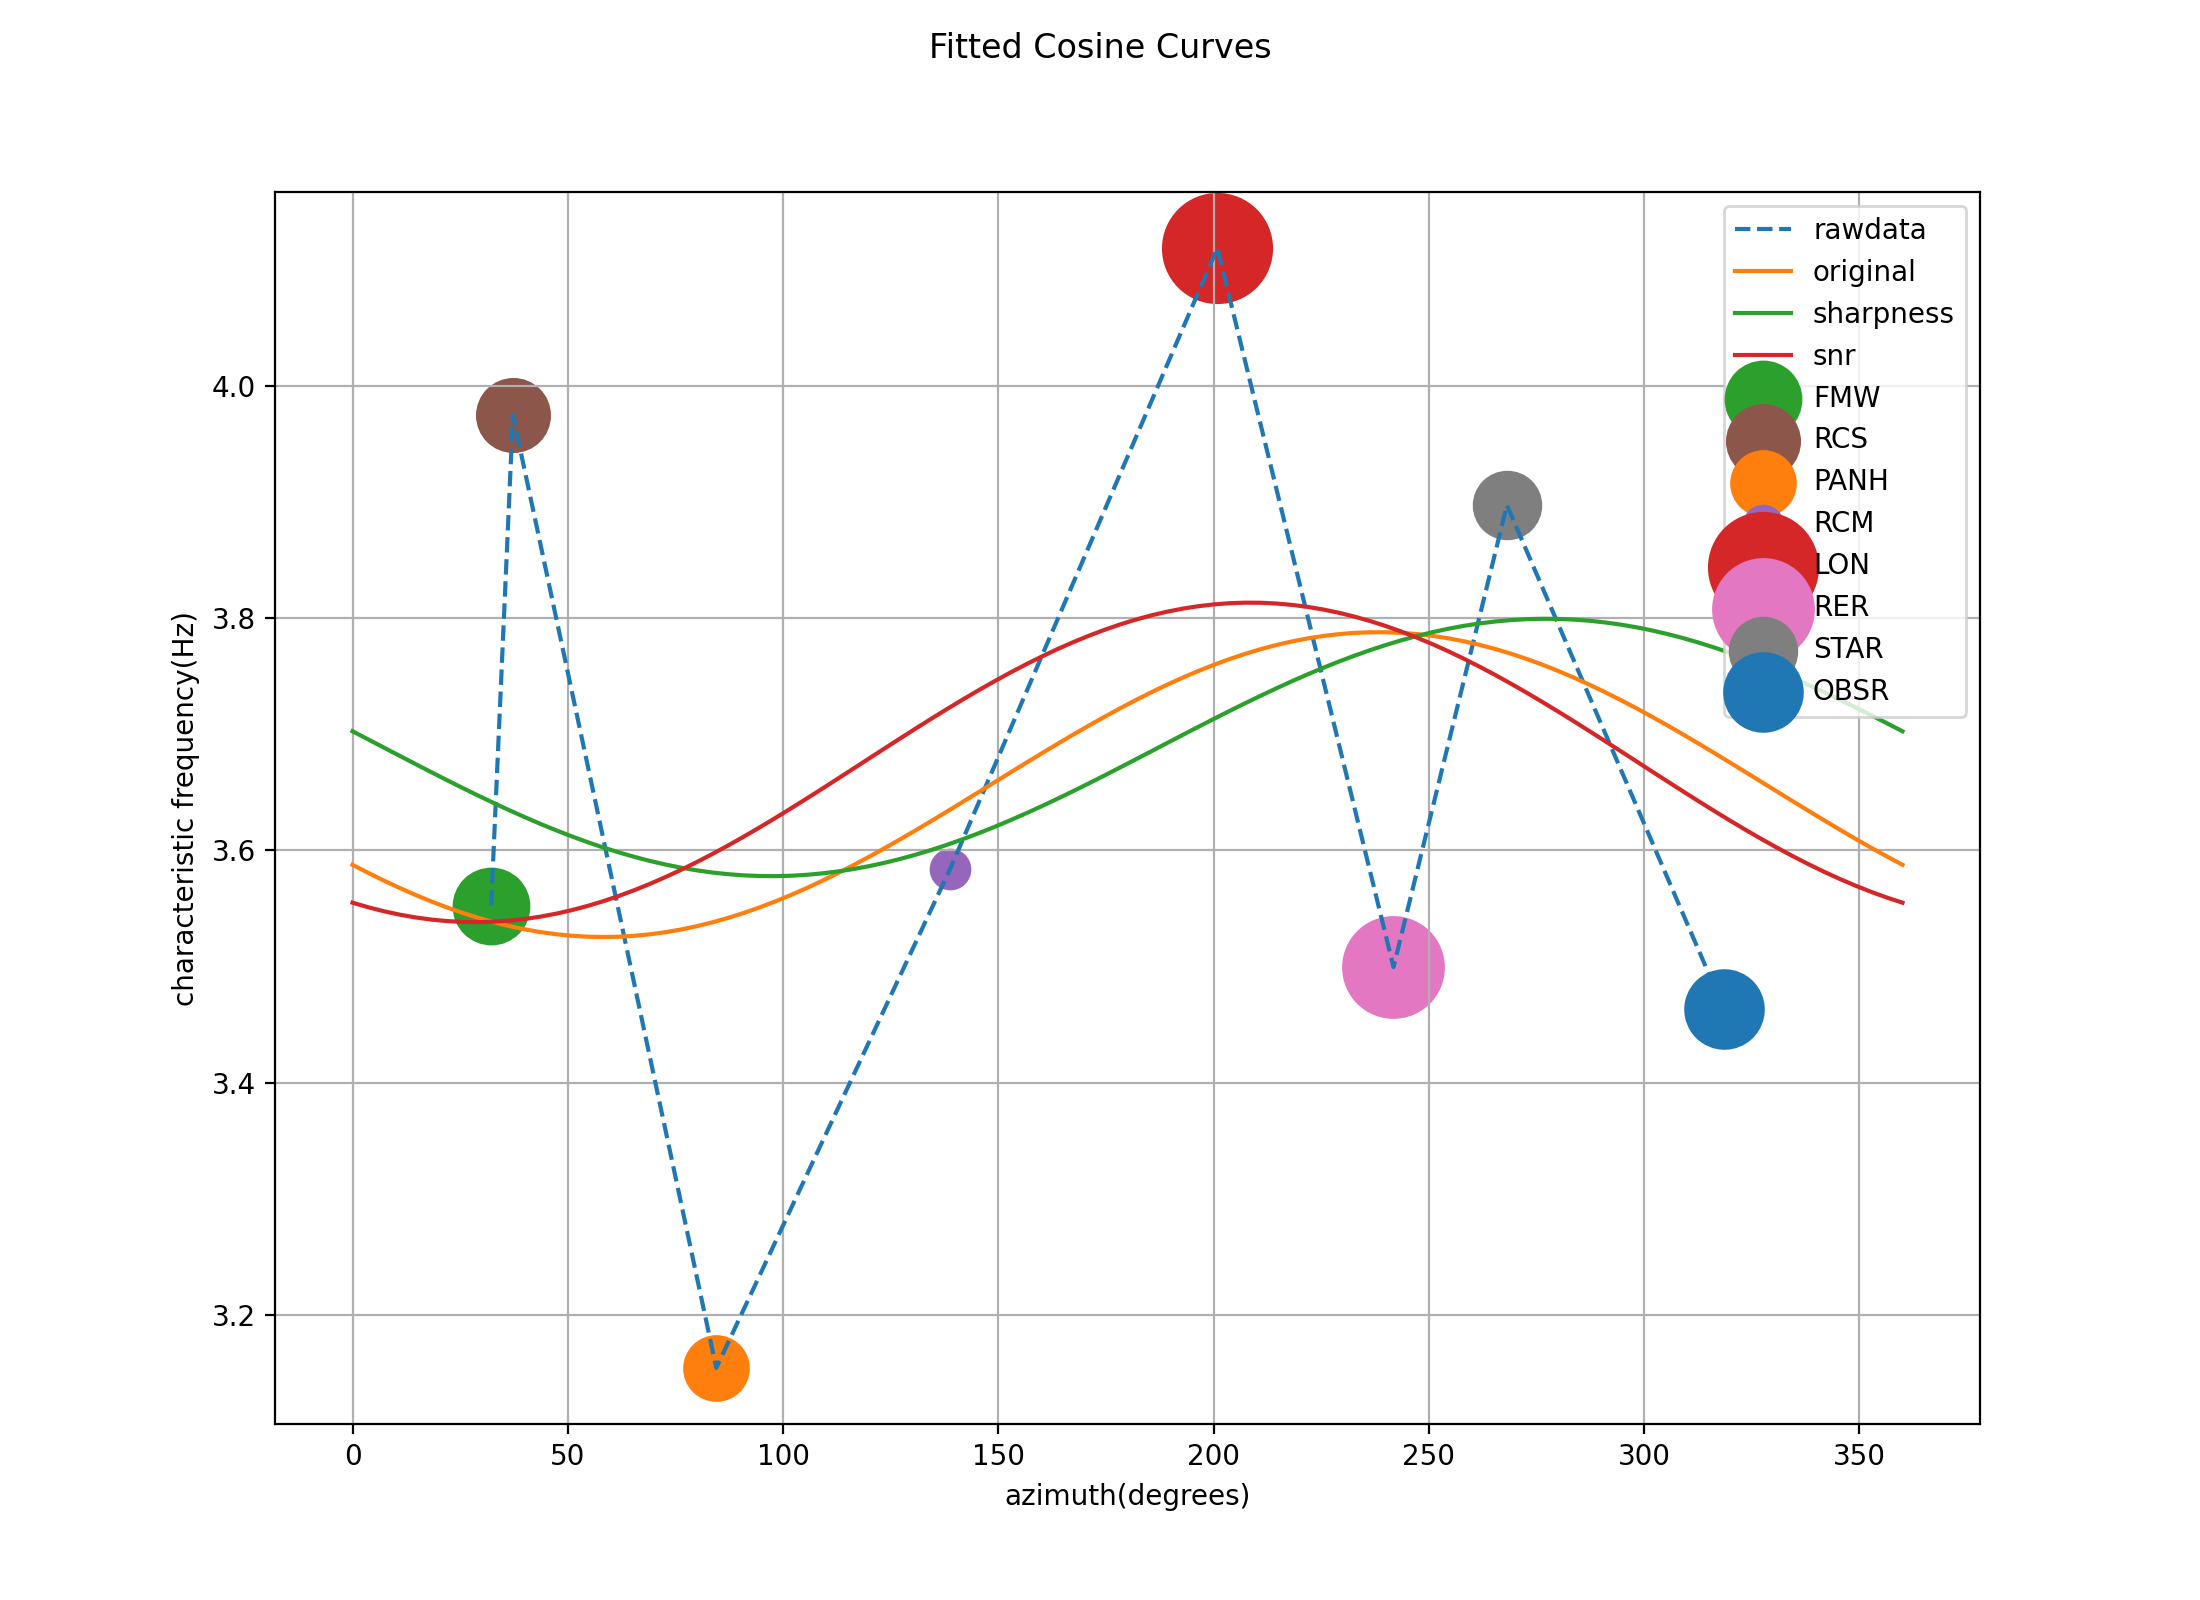 Fitted Cosine Curves
characteristic frequency(Hz)
4.0
3.8
3.6
3.4
3.2
rawdata
original
sharpness
snr
FMW
RCS
PANH
RCM
LON
RER
STAR
OBSR
0 50 100 150 200 250 300 350
azimuth(degrees)